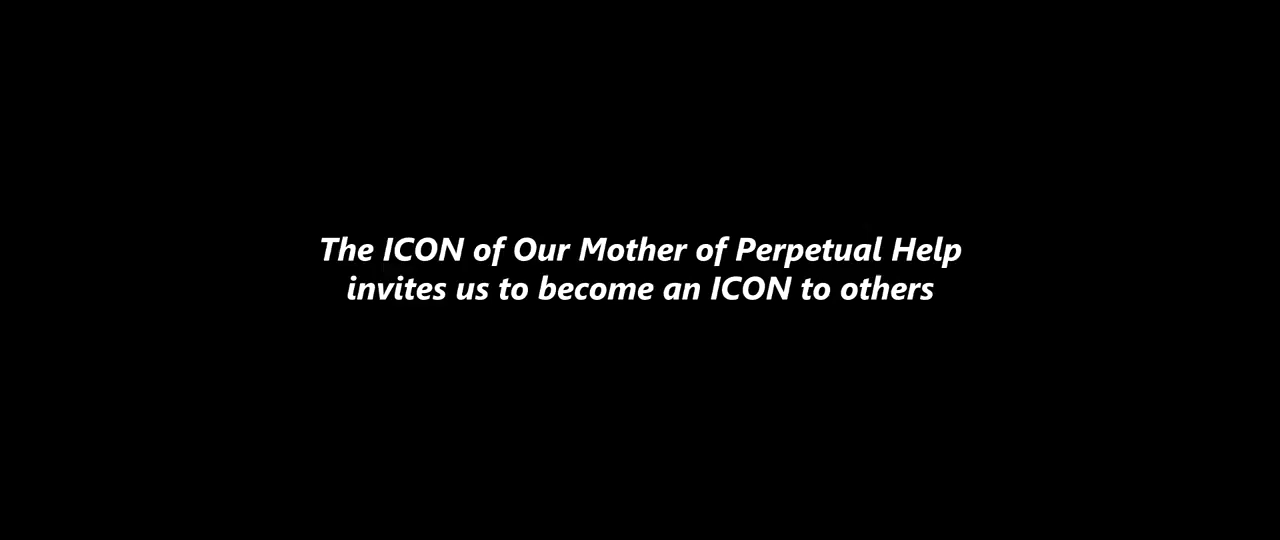 The ICON of Our Mother of Perpetual Help
invites us to become an ICON to others